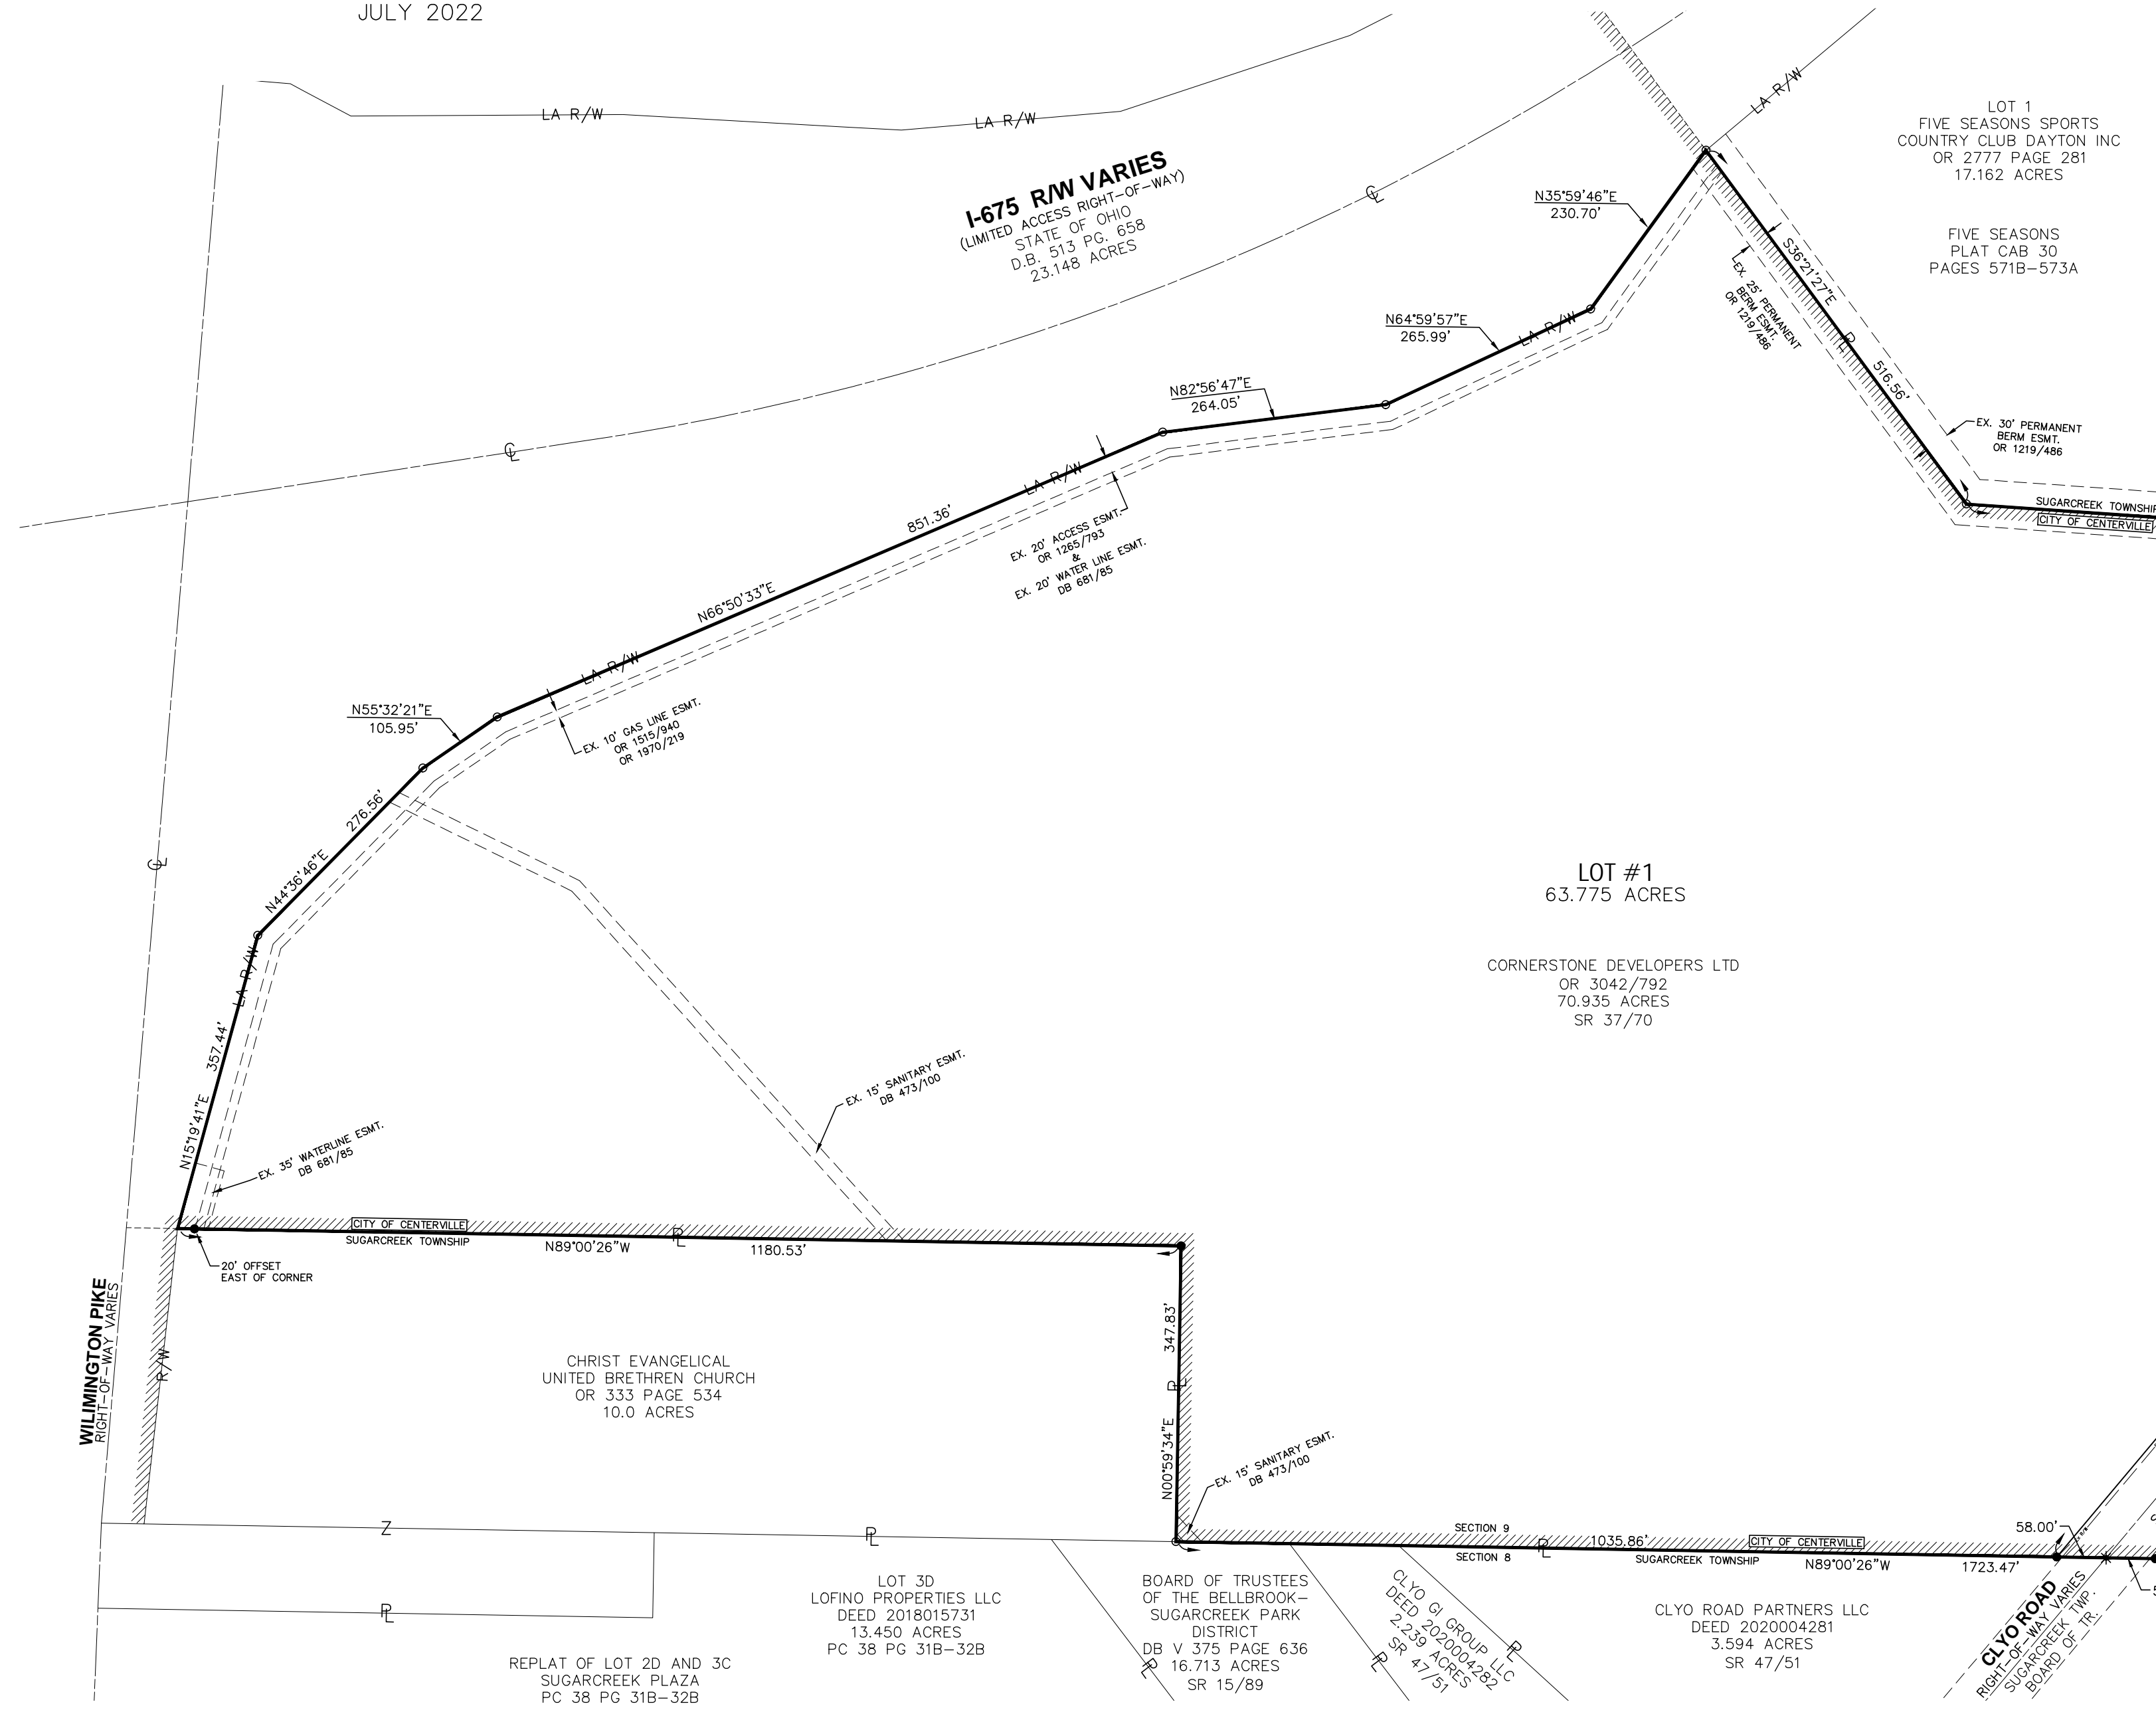 JULY 2022
LA R/W
LA R/W
LA R/W
I-675 R/W VARIES
(LIMITED ACCESS RIGHT-OF-WAY)
STATE OF OHIO
D.B. 513 PG. 658
23.148 ACRES
LOT 1
FIVE SEASONS SPORTS
COUNTRY CLUB DAYTON INC
OR 2777 PAGE 281
17.162 ACRES
FIVE SEASONS
PLAT CAB 30
PAGES 571B-573A
N35°59'46"E
230.70'
S36°21'27"E
516.56'
EX. 25' PERMANENT
BERM ESMT.
OR 1219/486
EX. 30' PERMANENT
BERM ESMT.
OR 1219/486
SUGARCREEK TOWNSHIP
CITY OF CENTERVILLE
N64°59'57"E
265.99'
LA R/W
N82°56'47"E
264.05'
LA R/W
851.36'
N66°50'33"E
LA R/W
EX. 20' ACCESS ESMT.
OR 1265/793
&
EX. 20' WATER LINE ESMT.
DB 681/85
N55°32'21"E
105.95'
EX. 10' GAS LINE ESMT.
OR 1515/940
OR 1970/219
276.56'
N44°36'46"E
LA R/W
357.44'
N15°19'41"E
LOT #1
63.775 ACRES
CORNERSTONE DEVELOPERS LTD
OR 3042/792
70.935 ACRES
SR 37/70
EX. 15' SANITARY ESMT.
DB 473/100
EX. 35' WATERLINE ESMT.
DB 681/85
CITY OF CENTERVILLE
SUGARCREEK TOWNSHIP
N89°00'26"W
1180.53'
20' OFFSET
EAST OF CORNER
WILIMINGTON PIKE
RIGHT-OF-WAY VARIES
R/W
CHRIST EVANGELICAL
UNITED BRETHREN CHURCH
OR 333 PAGE 534
10.0 ACRES
347.83'
N00°59'34"E
EX. 15' SANITARY ESMT.
DB 473/100
SECTION 9
SECTION 8
1035.86'
CITY OF CENTERVILLE
SUGARCREEK TOWNSHIP
N89°00'26"W
1723.47'
58.00'
Z
LOT 3D
LOFINO PROPERTIES LLC
DEED 2018015731
13.450 ACRES
PC 38 PG 31B-32B
REPLAT OF LOT 2D AND 3C
SUGARCREEK PLAZA
PC 38 PG 31B-32B
BOARD OF TRUSTEES
OF THE BELLBROOK-
SUGARCREEK PARK
DISTRICT
DB V 375 PAGE 636
16.713 ACRES
SR 15/89
CLYO GI GROUP LLC
DEED 2020004282
2.239 ACRES
SR 47/51
CLYO ROAD PARTNERS LLC
DEED 2020004281
3.594 ACRES
SR 47/51
CLYO ROAD
RIGHT-OF-WAY VARIES
SUGARCREEK TWP.
BOARD OF TR.